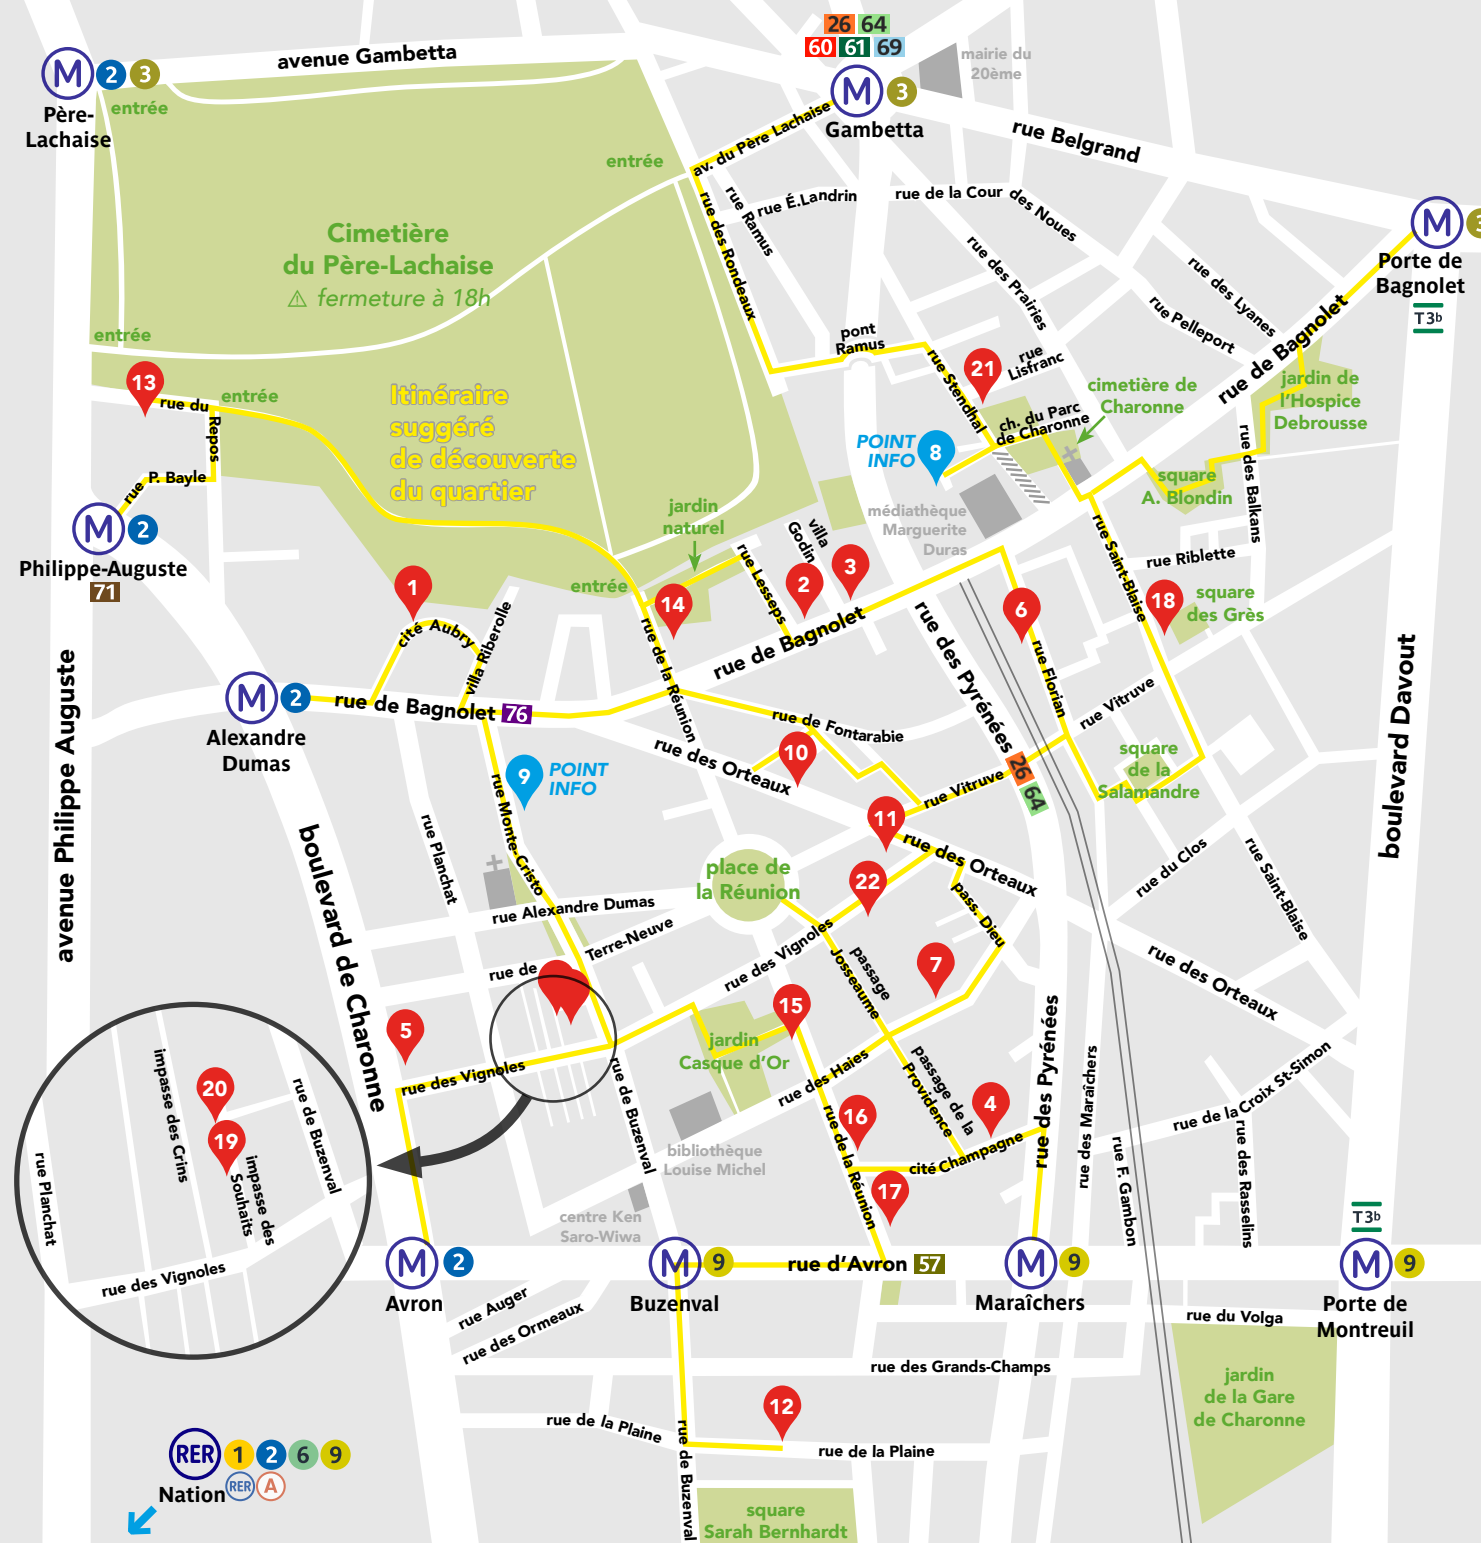 26 64
60 61 69
mairie du
20ème
avenue Gambetta
M 2 3
Père-
Lachaise
entrée
M 3
Gambetta
rue Belgrand
av. du Père Lachaise
entrée
rue Ramus
rue É.Landrin
rue de la Cour des Noues
rue des Rondeaux
M 3
Porte de
Bagnolet
T3b
Cimetière
du Père-Lachaise
⚠ fermeture à 18h
rue des Prairies
rue des Lyanes
rue Pelleport
rue de Bagnolet
entrée
pont
Ramus
rue Stendhal
21
rue
Lisfranc
13
rue du
Repos
entrée
Itinéraire
suggéré
de découverte
du quartier
cimetière de
Charonne
ch. du Parc
de Charonne
jardin de
l'Hospice
Debrousse
POINT
INFO
8
rue des Balkans
rue P. Bayle
square
A. Blondin
M 2
Philippe-Auguste
71
jardin
naturel
médiathèque
Marguerite
Duras
villa
Godin
rue Lesseps
rue Saint-Blaise
rue Riblette
1
entrée
14
2
3
6
18
square
des Grès
cité Aubry
villa Riberolle
rue de la Réunion
rue de Bagnolet
rue des Pyrénées
rue Florian
rue Vitruve
avenue Philippe Auguste
M 2
Alexandre
Dumas
rue de Bagnolet 76
rue de Fontarabie
rue des Orteaux
10
26
64
square
de la
Salamandre
boulevard Davout
9
POINT
INFO
rue Monte-Cristo
rue Vitruve
11
rue des Orteaux
rue Planchat
boulevard de Charonne
place de
la Réunion
22
pass. Dieu
rue du Clos
rue Saint-Blaise
rue Alexandre Dumas
rue de Terre-Neuve
rue des Vignoles
passage
Josseaume
7
rue des Orteaux
5
15
jardin
Casque d'Or
rue des Vignoles
rue de Buzenval
rue des Haies
passage de la
Providence
4
rue des Pyrénées
rue des Maraîchers
rue de la Croix St-Simon
16
rue de la Réunion
cité Champagne
17
rue F. Gambon
rue des Rasselins
bibliothèque
Louise Michel
centre Ken
Saro-Wiwa
impasse des Crins
20
19
rue de Buzenval
rue Planchat
impasse des
Souhaits
rue des Vignoles
M 2
Avron
M 9
Buzenval
rue d'Avron 57
M 9
Maraîchers
T3b
M 9
Porte de
Montreuil
rue Auger
rue des Ormeaux
rue du Volga
rue des Grands-Champs
jardin
de la Gare
de Charonne
12
rue de la Plaine
rue de la Plaine
rue de Buzenval
RER 1 2 6 9
Nation RER A
square
Sarah Bernhardt